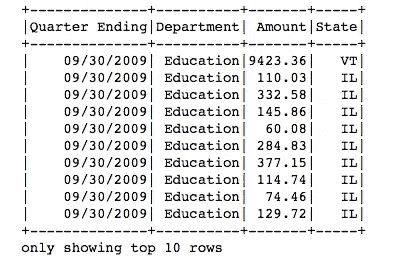 +--------------+----------+-------+-----+
|Quarter Ending|Department| Amount|State|
+--------------+----------+-------+-----+
|    09/30/2009| Education|9423.36|   VT|
|    09/30/2009| Education| 110.03|   IL|
|    09/30/2009| Education| 332.58|   IL|
|    09/30/2009| Education| 145.86|   IL|
|    09/30/2009| Education|  60.08|   IL|
|    09/30/2009| Education| 284.83|   IL|
|    09/30/2009| Education| 377.15|   IL|
|    09/30/2009| Education| 114.74|   IL|
|    09/30/2009| Education|  74.46|   IL|
|    09/30/2009| Education| 129.72|   IL|
+--------------+----------+-------+-----+
only showing top 10 rows